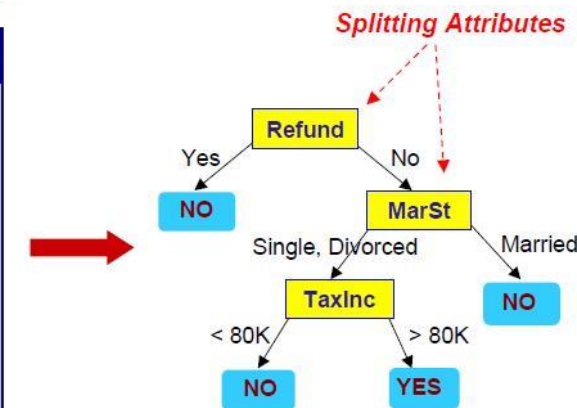 Splitting Attributes
Refund
Yes
No
NO
MarSt
Single, Divorced
Married
TaxInc
NO
< 80K
> 80K
NO
YES